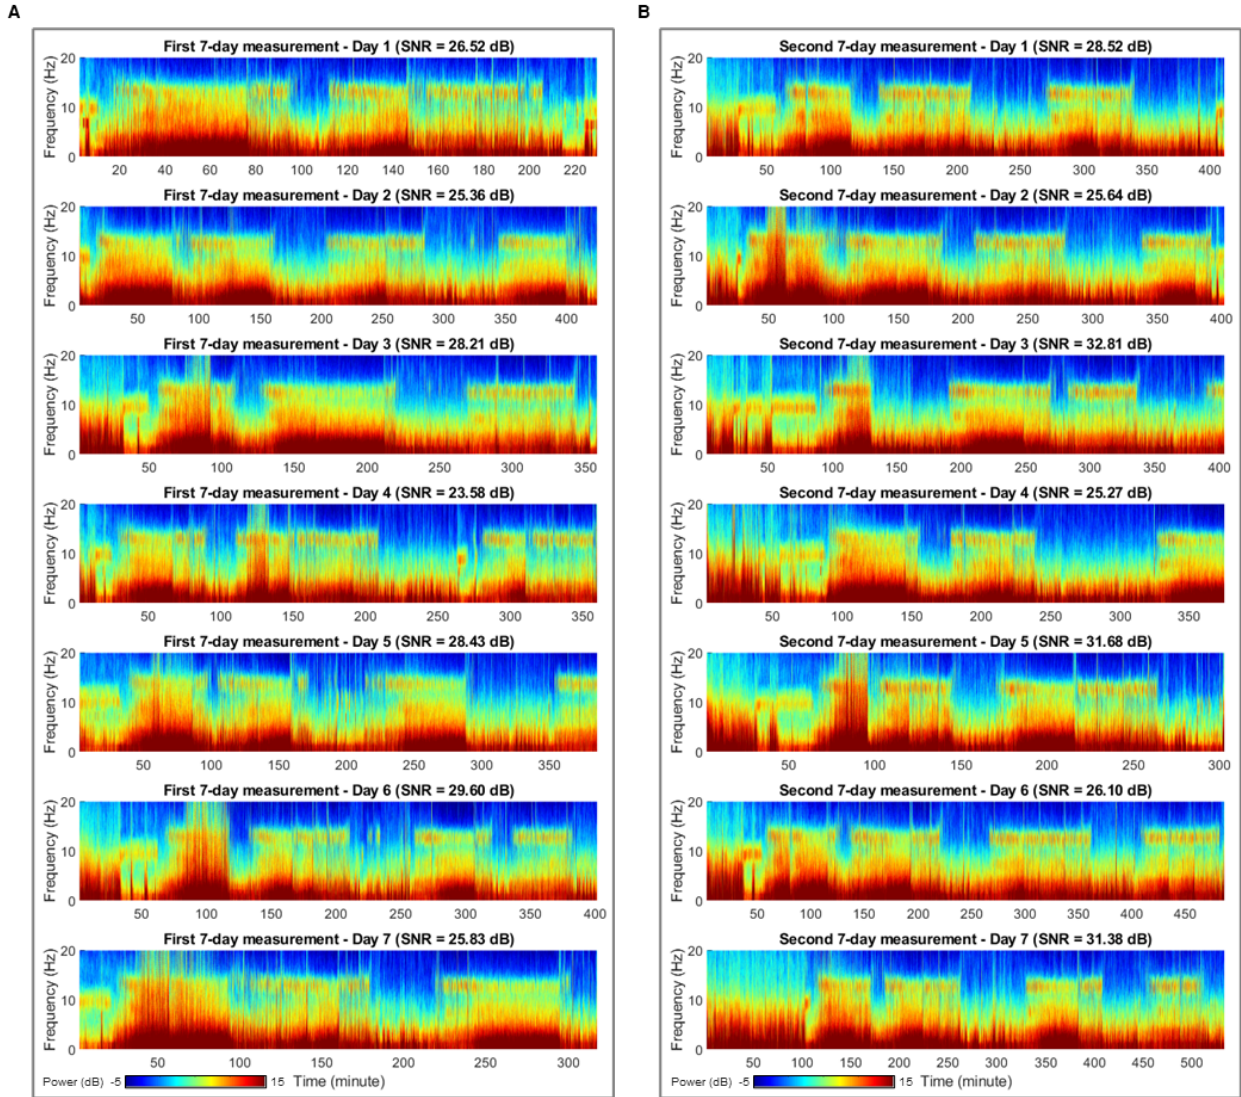 A
First 7-day measurement - Day 1 (SNR = 26.52 dB)
Frequency (Hz)
20
10
0
20 40 60 80 100 120 140 160 180 200 220
First 7-day measurement - Day 2 (SNR = 25.36 dB)
Frequency (Hz)
20
10
0
50 100 150 200 250 300 350 400
First 7-day measurement - Day 3 (SNR = 28.21 dB)
Frequency (Hz)
20
10
0
50 100 150 200 250 300 350
First 7-day measurement - Day 4 (SNR = 23.58 dB)
Frequency (Hz)
20
10
0
50 100 150 200 250 300 350
First 7-day measurement - Day 5 (SNR = 28.43 dB)
Frequency (Hz)
20
10
0
50 100 150 200 250 300 350
First 7-day measurement - Day 6 (SNR = 29.60 dB)
Frequency (Hz)
20
10
0
50 100 150 200 250 300 350 400
First 7-day measurement - Day 7 (SNR = 25.83 dB)
Frequency (Hz)
20
10
0
50 100 150 200 250 300
Power (dB) -5 15 Time (minute)
B
Second 7-day measurement - Day 1 (SNR = 28.52 dB)
Frequency (Hz)
20
10
0
50 100 150 200 250 300 350 400
Second 7-day measurement - Day 2 (SNR = 25.64 dB)
Frequency (Hz)
20
10
0
50 100 150 200 250 300 350 400
Second 7-day measurement - Day 3 (SNR = 32.81 dB)
Frequency (Hz)
20
10
0
50 100 150 200 250 300 350 400
Second 7-day measurement - Day 4 (SNR = 25.27 dB)
Frequency (Hz)
20
10
0
50 100 150 200 250 300 350
Second 7-day measurement - Day 5 (SNR = 31.68 dB)
Frequency (Hz)
20
10
0
50 100 150 200 250 300
Second 7-day measurement - Day 6 (SNR = 26.10 dB)
Frequency (Hz)
20
10
0
50 100 150 200 250 300 350 400 450
Second 7-day measurement - Day 7 (SNR = 31.38 dB)
Frequency (Hz)
20
10
0
50 100 150 200 250 300 350 400 450 500
Power (dB) -5 15 Time (minute)